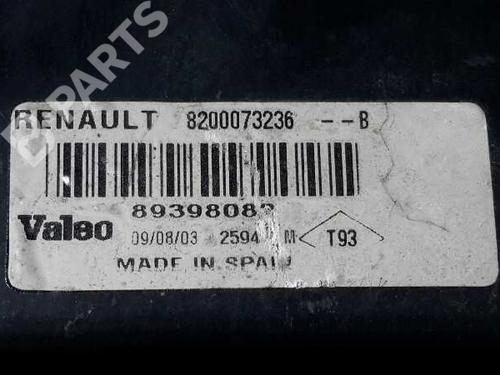 B PARTS
RENAULT 8200073236 --B
89398082
Valeo 09/08/03 2594 M T93
MADE IN SPAIN